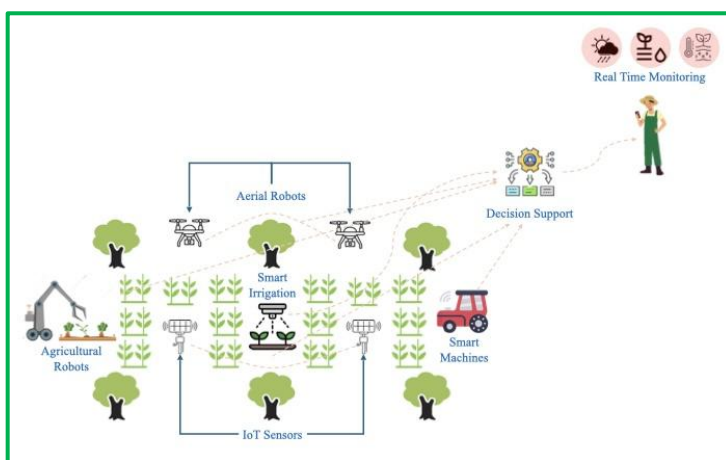 Real Time Monitoring
Aerial Robots
Decision Support
Smart
Irrigation
Agricultural
Robots
Smart
Machines
IoT Sensors